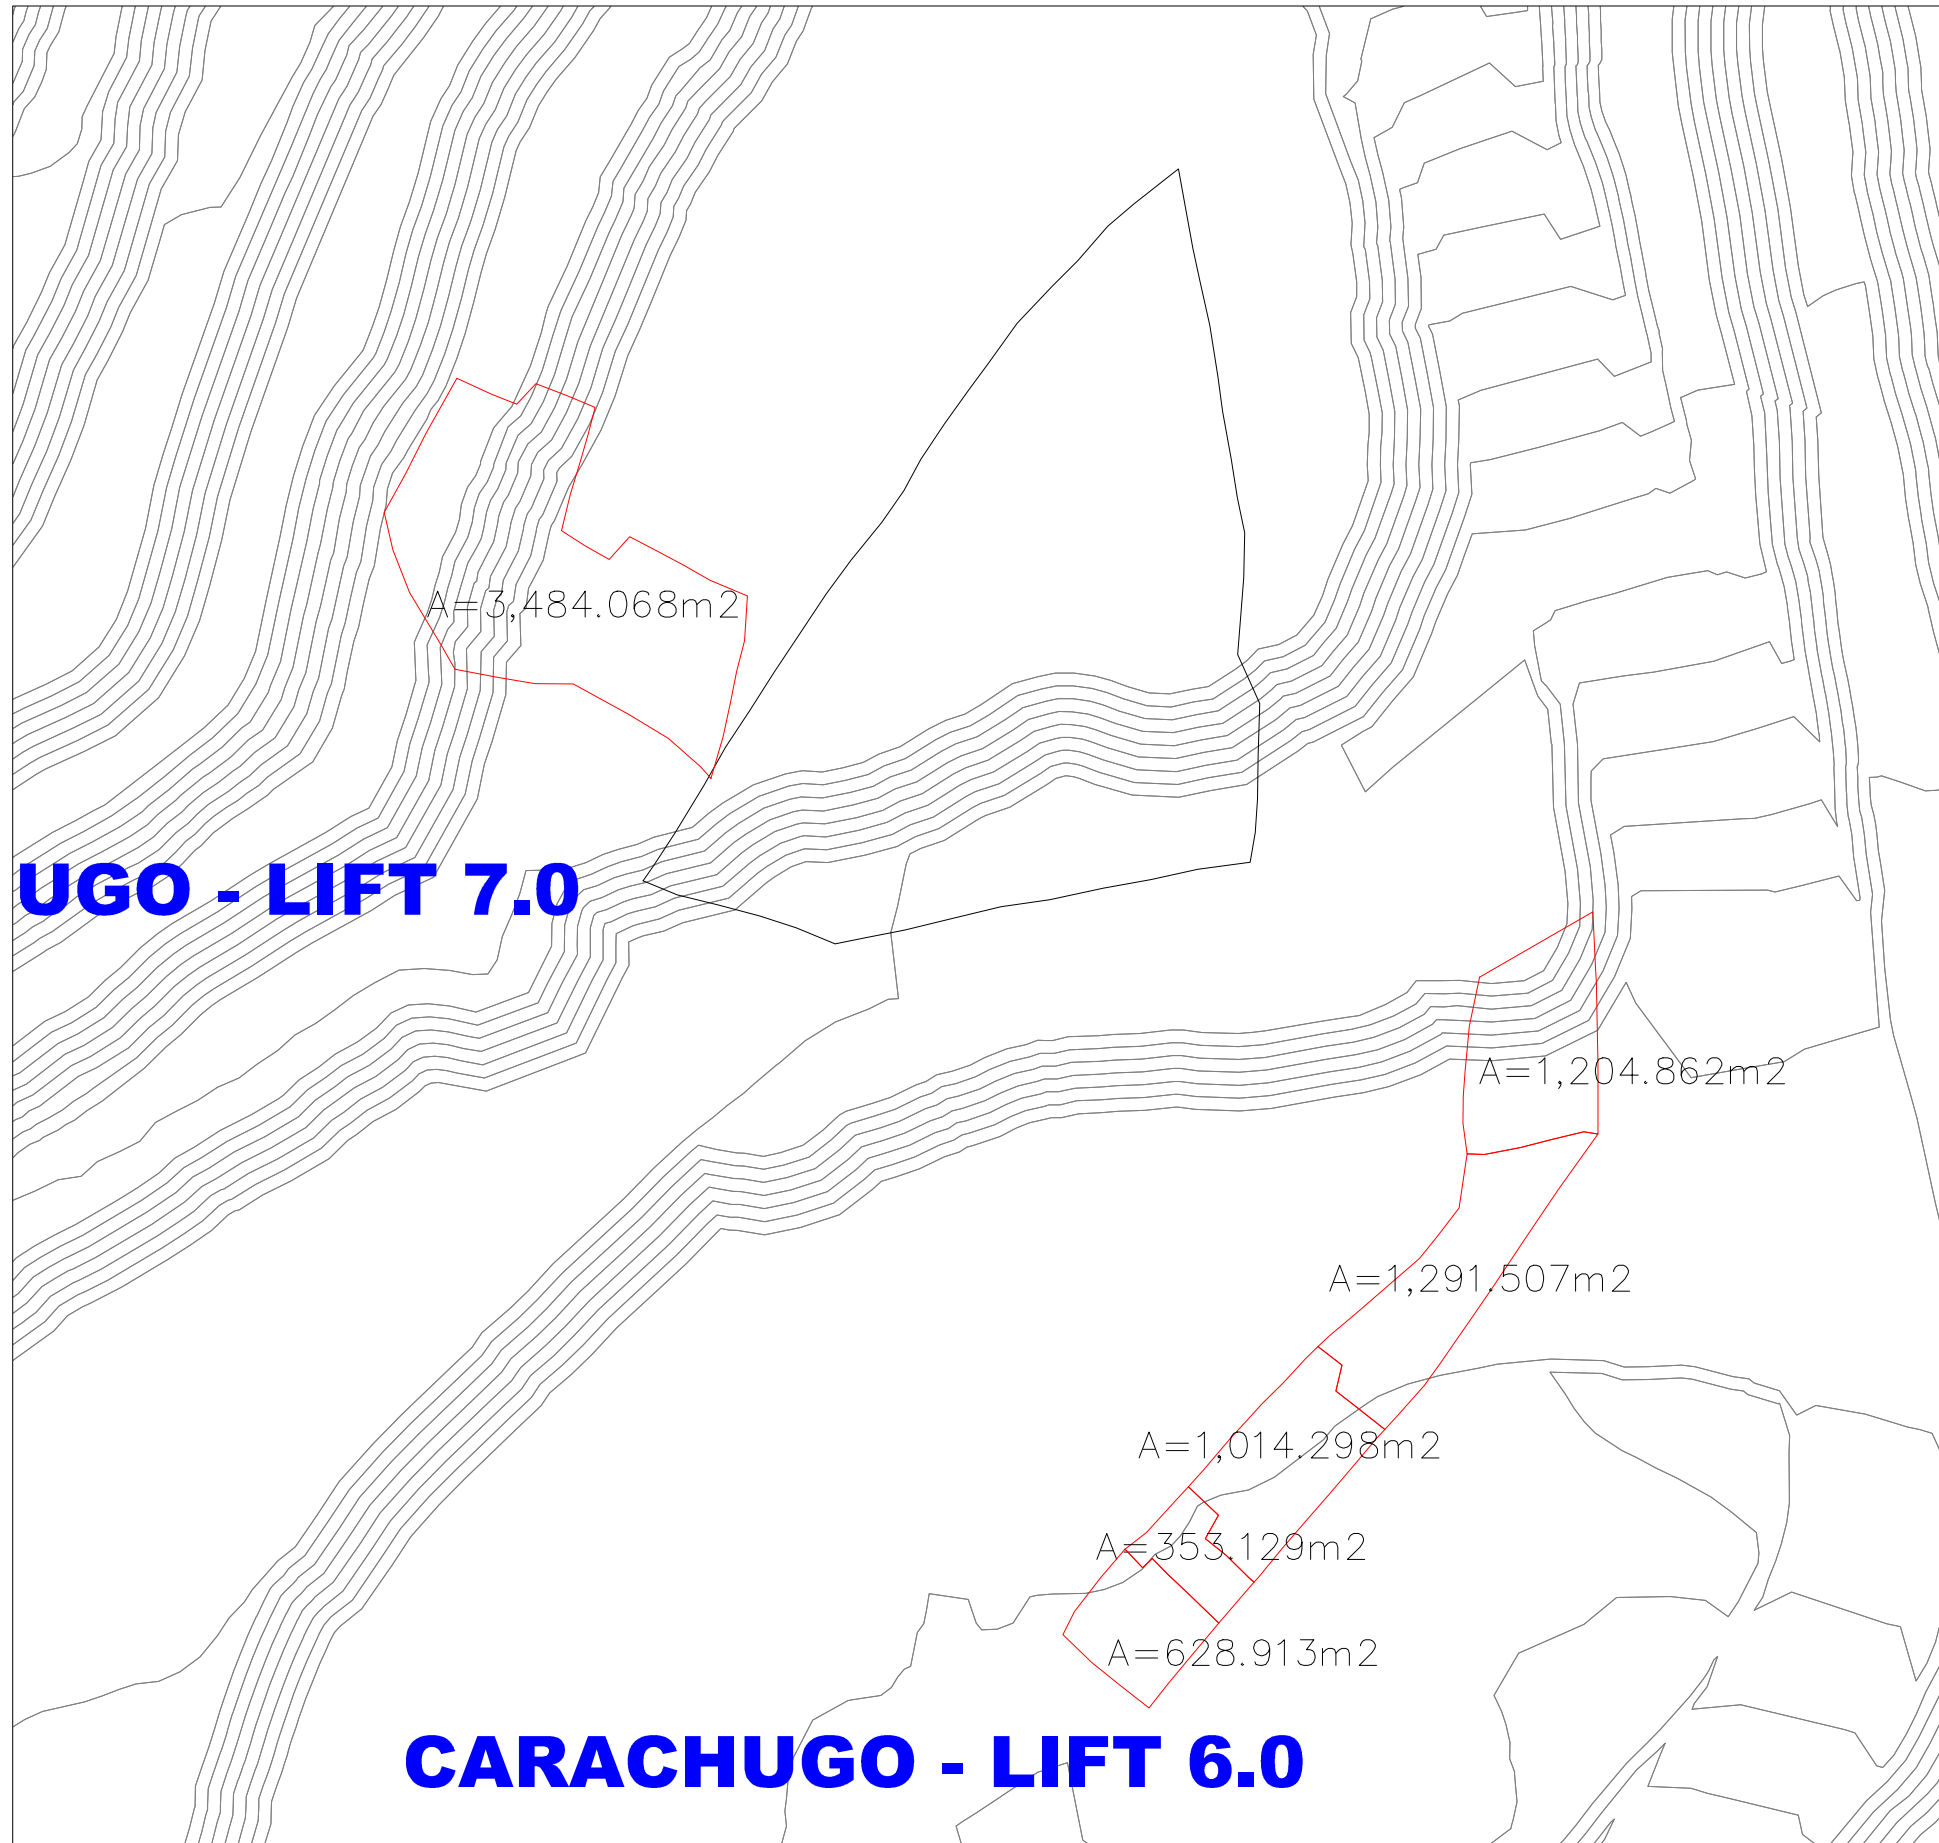 A=3,484.068m2
UGO - LIFT 7.0
A=1,204.862m2
A=1,291.507m2
A=1,014.298m2
A=353.129m2
A=628.913m2
CARACHUGO - LIFT 6.0